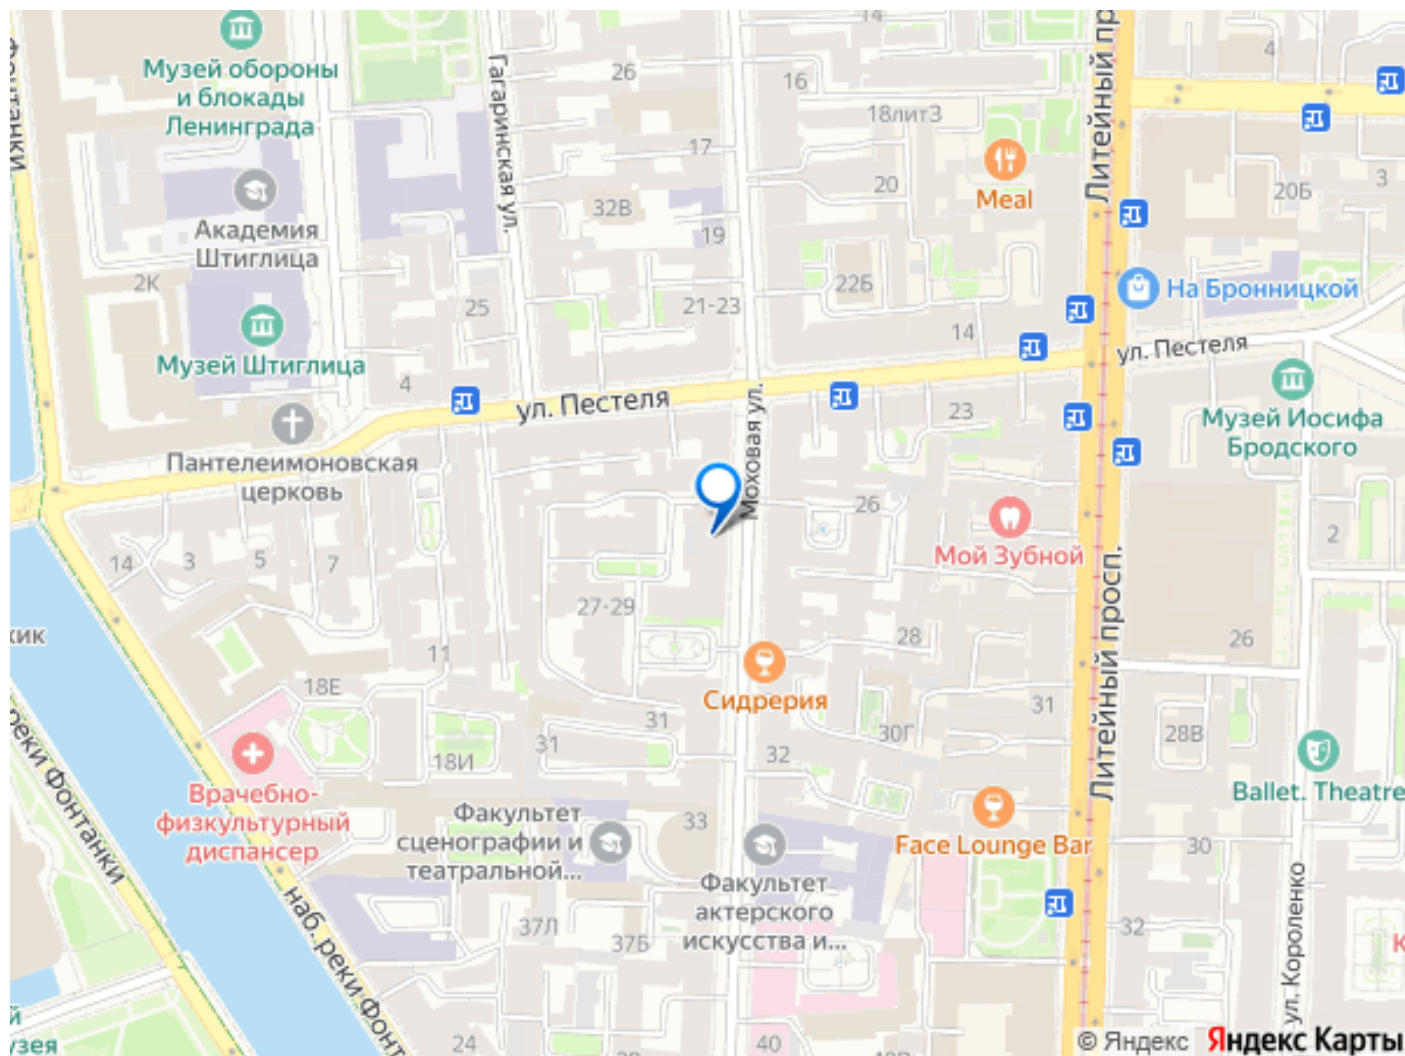 14
Музей обороны
и блокады
Ленинграда
Фонтанки
Гагаринская ул.
26
16
18лит3
Литейный пр
4
17
Meal
20
20Б
3
32В
19
Академия
Штиглица
2К
22Б
На Бронницкой
25
21-23
14
Музей Штиглица
4
ул. Пестеля
ул. Пестеля
Моховая ул.
23
Музей Иосифа
Бродского
Пантелеимоновская
церковь
26
Мой Зубной
2
14
3
5
7
27-29
Литейный просп.
28
26
11
18Е
Сидрерия
31
31
30Г
31
28В
32
18И
реки Фонтанки
Врачебно-
физкультурный
диспансер
Факультет
сценографии и
театральной...
33
Ballet. Theatre
Face Lounge Bar
30
Факультет
актерского
искусства и...
наб. реки Фонт
37Л
37Б
32
ул. Короленко
24
28
40
© Яндекс Яндекс Карты